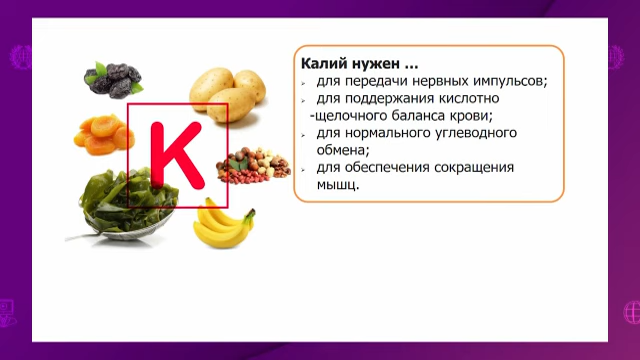 K
Калий нужен ...
для передачи нервных импульсов;
для поддержания кислотно
-щелочного баланса крови;
для нормального углеводного
обмена;
для обеспечения сокращения
мышц.